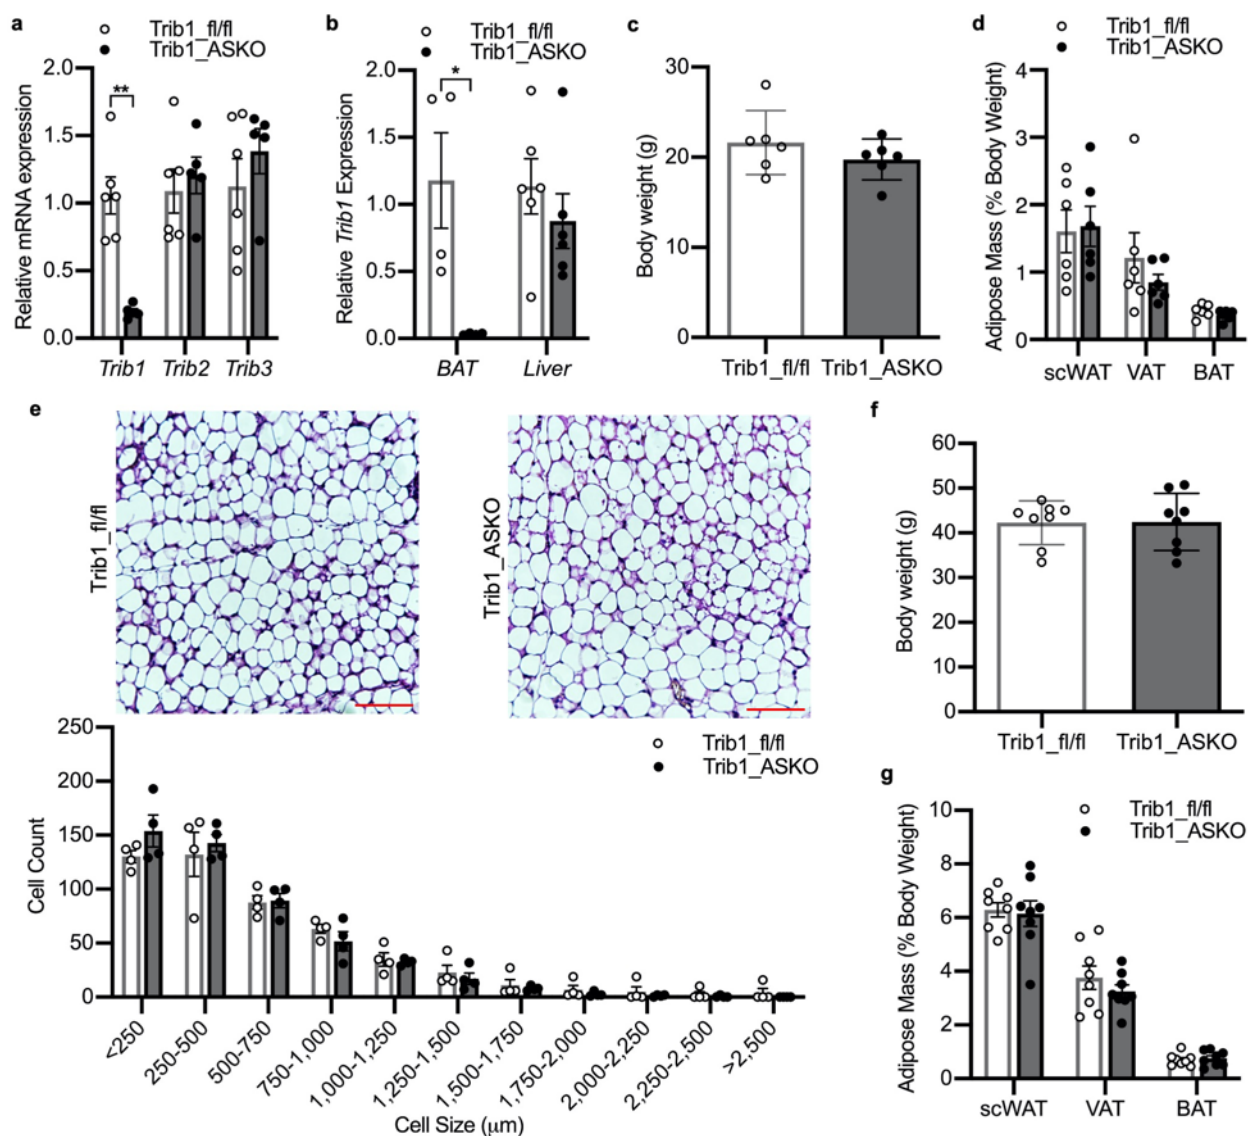 a
Trib1_fl/fl
Trib1_ASKO
Relative mRNA expression
2.0
1.5
1.0
0.5
0.0
**
Trib1 Trib2 Trib3
b
Trib1_fl/fl
Trib1_ASKO
Relative Trib1 Expression
2.0
1.5
1.0
0.5
0.0
*
BAT Liver
c
Body weight (g)
30
20
10
0
Trib1_fl/fl Trib1_ASKO
d
Trib1_fl/fl
Trib1_ASKO
Adipose Mass (% Body Weight)
4
3
2
1
0
scWAT VAT BAT
e
Trib1_fl/fl
Trib1_ASKO
Trib1_fl/fl
Trib1_ASKO
Cell Count
250
200
150
100
50
0
<250
250-500
500-750
750-1,000
1,000-1,250
1,250-1,500
1,500-1,750
1,750-2,000
2,000-2,250
2,250-2,500
>2,500
Cell Size (μm)
f
Body weight (g)
60
50
40
30
20
10
0
Trib1_fl/fl Trib1_ASKO
g
Trib1_fl/fl
Trib1_ASKO
Adipose Mass (% Body Weight)
10
8
6
4
2
0
scWAT VAT BAT